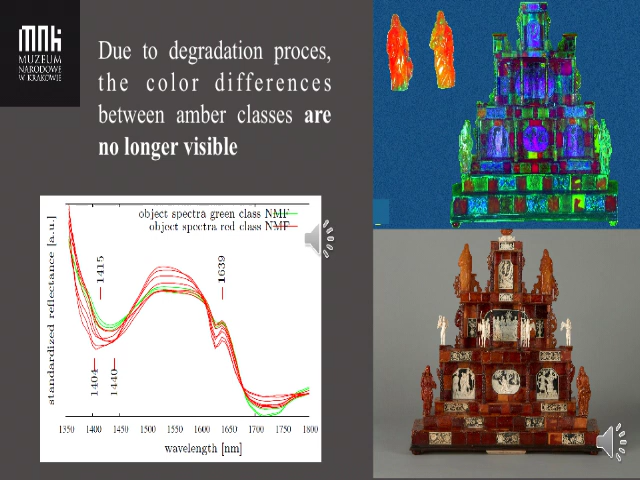 MNK
MUZEUM
NARODOWE
W KRAKOWIE
Due to degradation proces,
the color differences
between amber classes are
no longer visible
object spectra green class NMF
object spectra red class NMF
standardized reflectance [a.u.]
1415
1639
1404
1440
1350 1400 1450 1500 1550 1600 1650 1700 1750 1800
wavelength [nm]